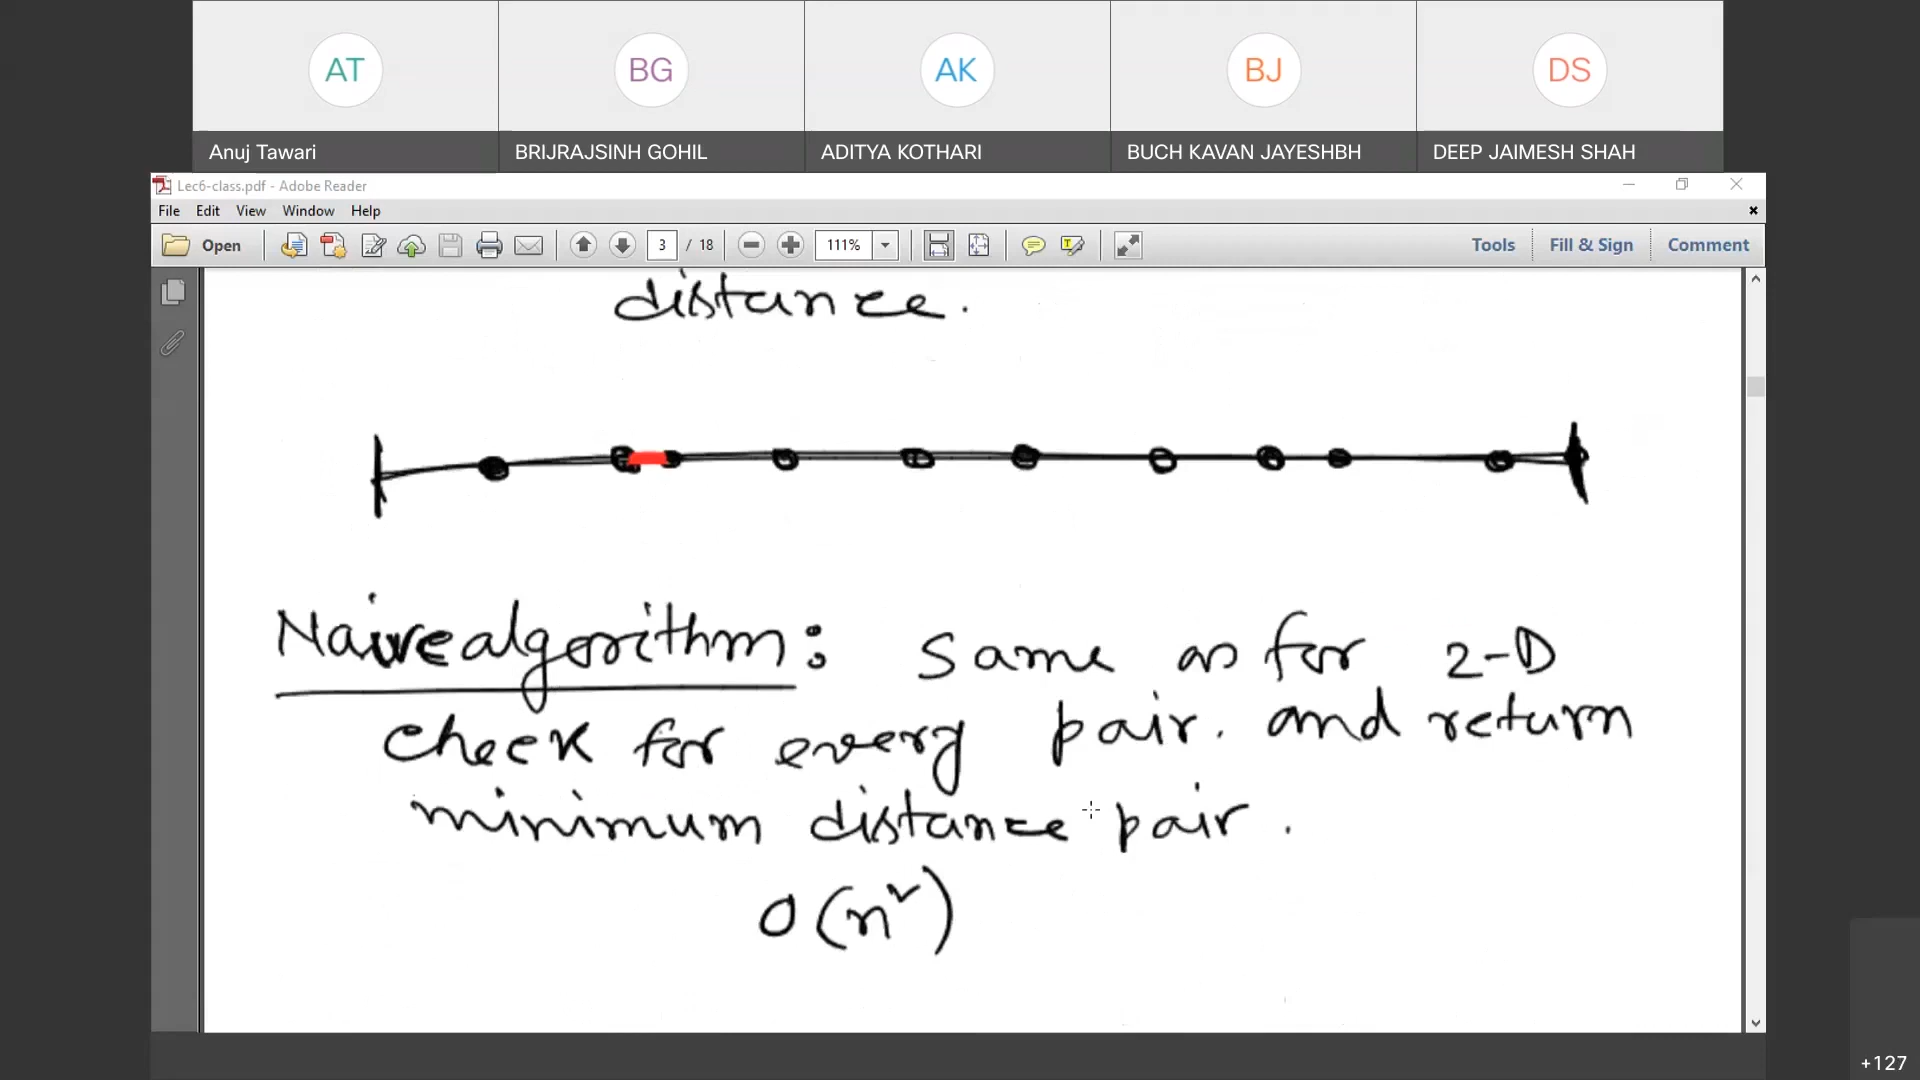 AT BG AK BJ DS
Anuj Tawari BRIJRAJSINH GOHIL ADITYA KOTHARI BUCH KAVAN JAYESHBH DEEP JAIMESH SHAH
Lec6-class.pdf - Adobe Reader
File Edit View Window Help
Open 3 / 18 111% Tools Fill & Sign Comment
distance.
Naive algorithm: Same as for 2-D
check for every pair. and return
minimum distance pair.
O(n²)
+127